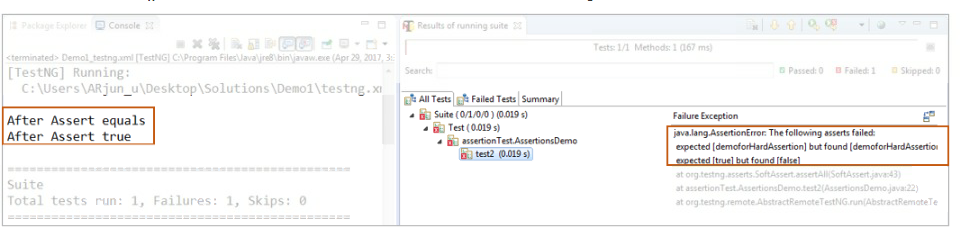 Package Explorer Console
<terminated> Demo1_testng.xml [TestNG] C:\Program Files\Java\jre8\bin\javaw.exe (Apr 29, 2017, 3:
[TestNG] Running:
C:\Users\ARjun_u\Desktop\Solutions\Demo1\testng.xm
After Assert equals
After Assert true
===============================================
Suite
Total tests run: 1, Failures: 1, Skips: 0
===============================================
Results of running suite
Tests: 1/1 Methods: 1 (167 ms)
Search:
Passed: 0 Failed: 1 Skipped: 0
All Tests Failed Tests Summary
Suite ( 0/1/0/0 ) (0.019 s)
Test ( 0.019 s)
assertionTest.AssertionsDemo
test2 (0.019 s)
Failure Exception
java.lang.AssertionError: The following asserts failed:
expected [demoforHardAssertion] but found [demoforHardAssertion
expected [true] but found [false]
at org.testng.asserts.SoftAssert.assertAll(SoftAssert.java:43)
at assertionTest.AssertionsDemo.test2(AssertionsDemo.java:22)
at org.testng.remote.AbstractRemoteTestNG.run(AbstractRemoteTe